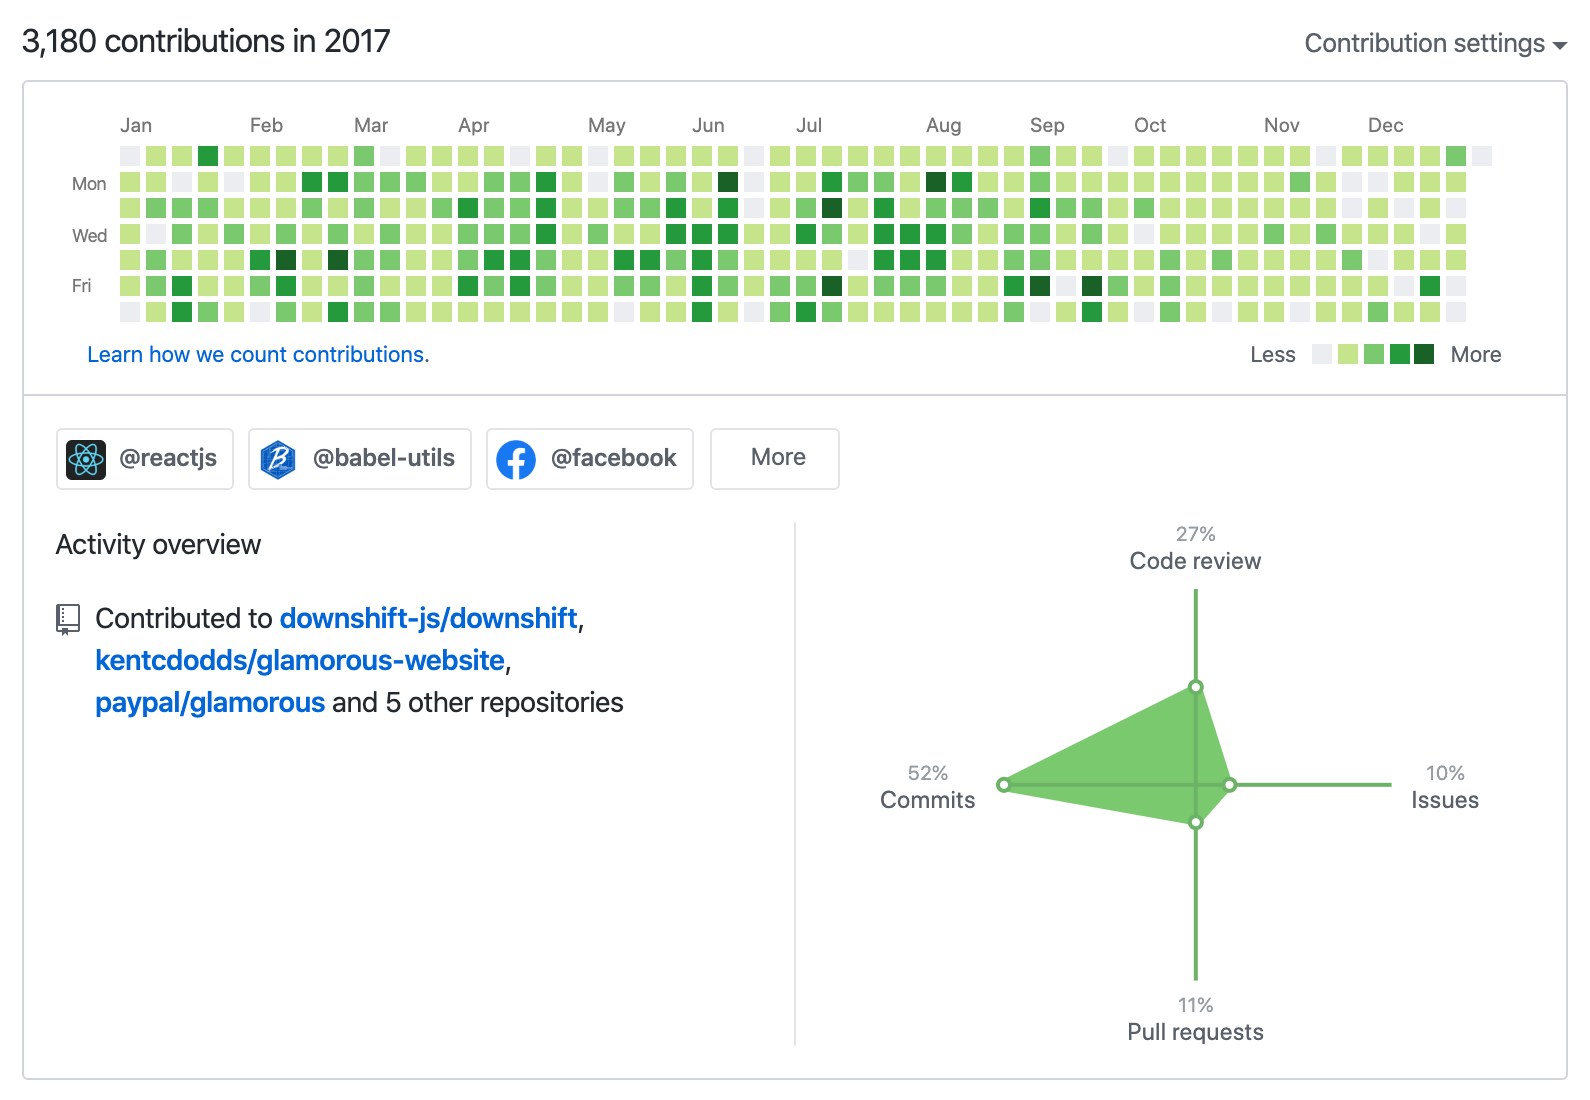 3,180 contributions in 2017
Contribution settings
Jan Feb Mar Apr May Jun Jul Aug Sep Oct Nov Dec
Mon
Wed
Fri
Learn how we count contributions.
Less More
@reactjs @babel-utils @facebook More
Activity overview
Contributed to downshift-js/downshift,
kentcdodds/glamorous-website,
paypal/glamorous and 5 other repositories
27%
Code review
52%
Commits
10%
Issues
11%
Pull requests